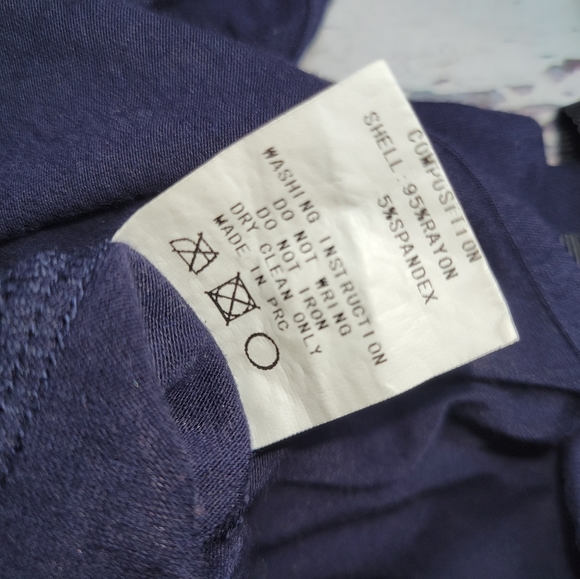 COMPOSITION
SHELL: 95%RAYON
5%SPANDEX
WASHING INSTRUCTION
DO NOT WRING
DO NOT IRON
DRY CLEAN ONLY
MADE IN PRC